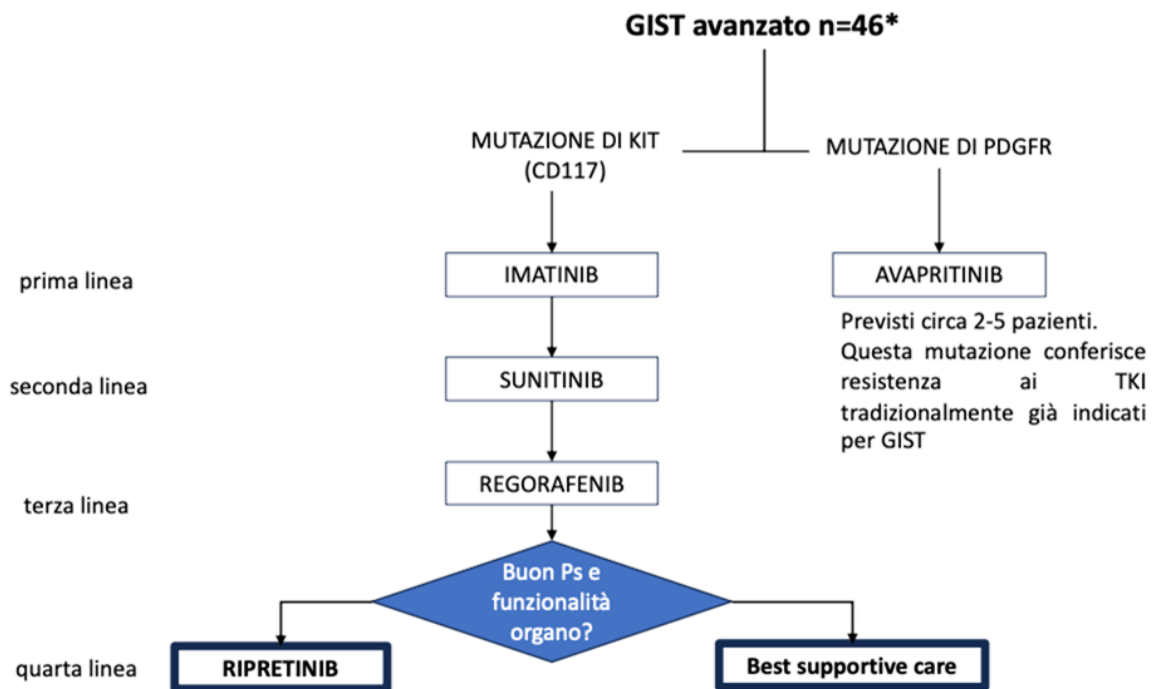 GIST avanzato n=46*
MUTAZIONE DI KIT
(CD117)
MUTAZIONE DI PDGFR
prima linea
IMATINIB
AVAPRITINIB
Previsti circa 2-5 pazienti.
Questa mutazione conferisce
resistenza ai TKI
tradizionalmente già indicati
per GIST
seconda linea
SUNITINIB
terza linea
REGORAFENIB
Buon Ps e
funzionalità
organo?
quarta linea
RIPRETINIB
Best supportive care